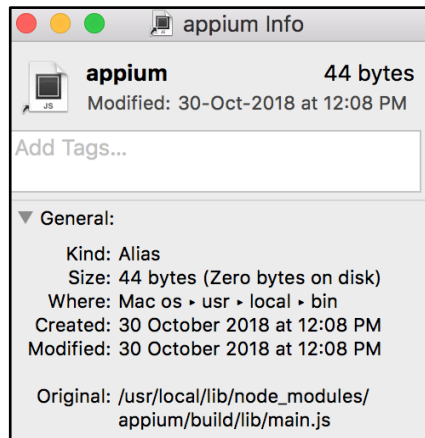 appium Info
appium 44 bytes
Modified: 30-Oct-2018 at 12:08 PM
JS
Add Tags...
▼ General:
Kind: Alias
Size: 44 bytes (Zero bytes on disk)
Where: Mac os ▸ usr ▸ local ▸ bin
Created: 30 October 2018 at 12:08 PM
Modified: 30 October 2018 at 12:08 PM
Original: /usr/local/lib/node_modules/
appium/build/lib/main.js